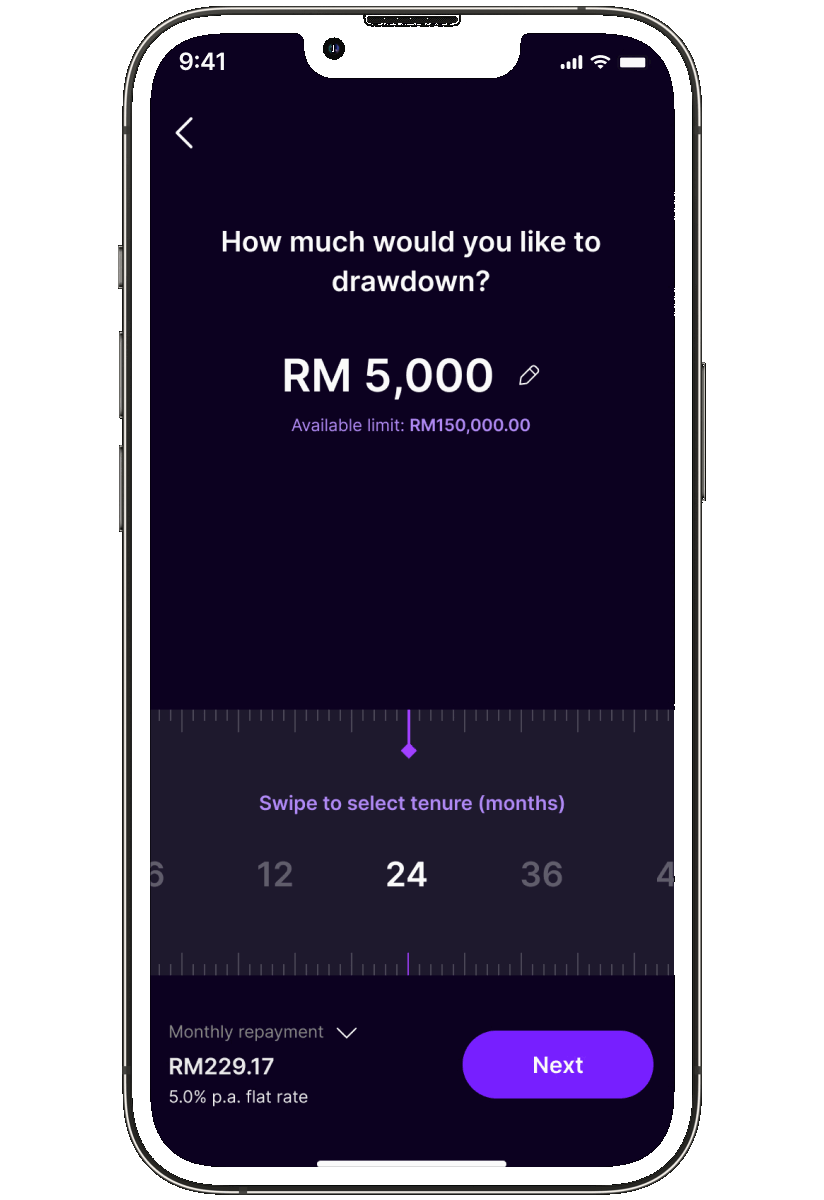 9:41
How much would you like to
drawdown?
RM 5,000
Available limit: RM150,000.00
Swipe to select tenure (months)
6 12 24 36 4
Monthly repayment
RM229.17
5.0% p.a. flat rate
Next